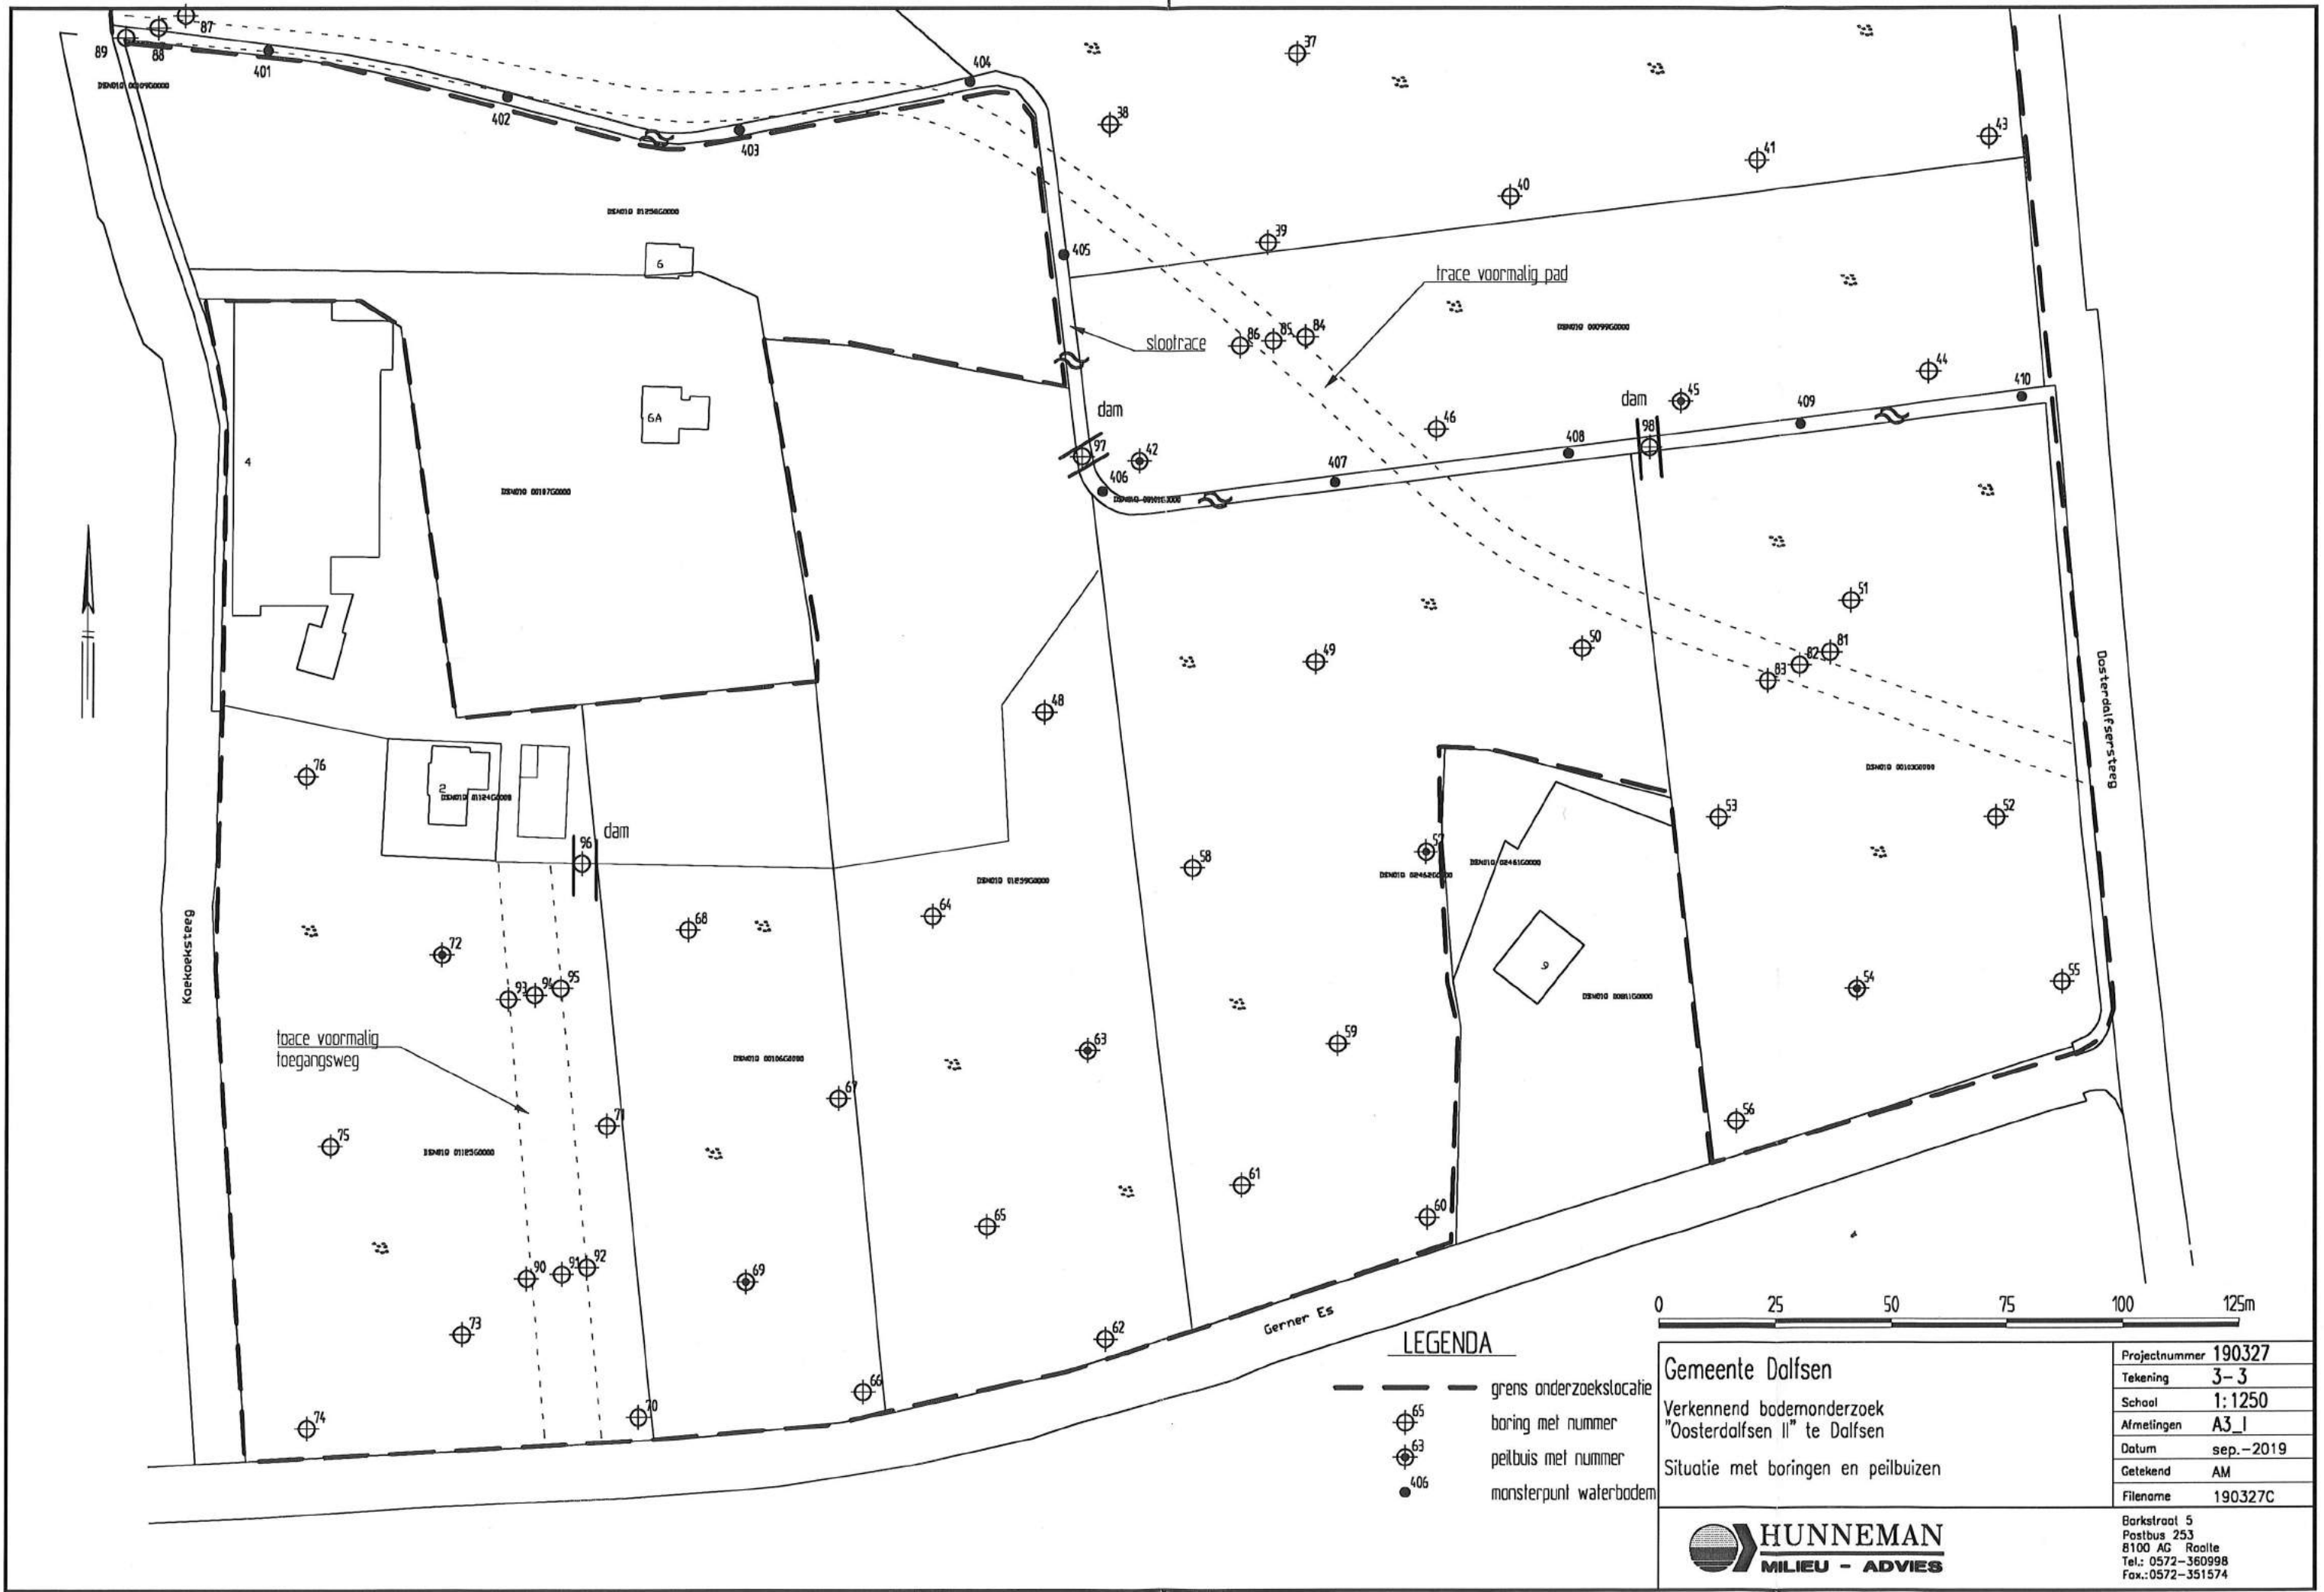 87
89
88
401
402
403
404
37
38
43
41
40
39
405
6
trace voormalig pad
slootrace
86
85
84
6A
4
dam
97
42
406
46
407
408
dam
98
45
409
44
410
49
50
51
81
82
83
Oosterdalfsersteeg
48
76
2
96
dam
53
52
57
58
64
68
72
93
94
95
Koekoeksteeg
9
54
55
59
63
toace voormalig
toegangsweg
67
71
75
56
61
60
65
90
91
92
69
73
62
66
70
74
Gerner Es
0 25 50 75 100 125m
LEGENDA
grens onderzoekslocatie
65 boring met nummer
63 peilbuis met nummer
406 monsterpunt waterbodem
Gemeente Dalfsen
Verkennend bodemonderzoek
"Oosterdalfsen II" te Dalfsen
Situatie met boringen en peilbuizen
Projectnummer 190327
Tekening 3-3
Schaal 1:1250
Afmetingen A3_l
Datum sep.-2019
Getekend AM
Filename 190327C
HUNNEMAN
MILIEU - ADVIES
Barkstraat 5
Postbus 253
8100 AG Raalte
Tel.: 0572-360998
Fax.:0572-351574